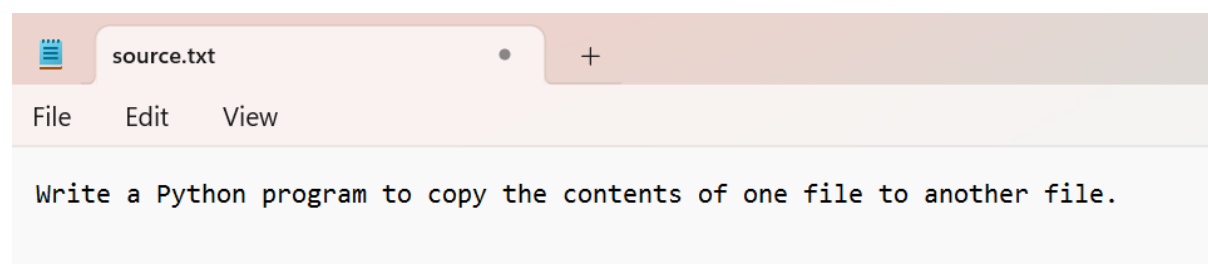 source.txt
File Edit View
Write a Python program to copy the contents of one file to another file.